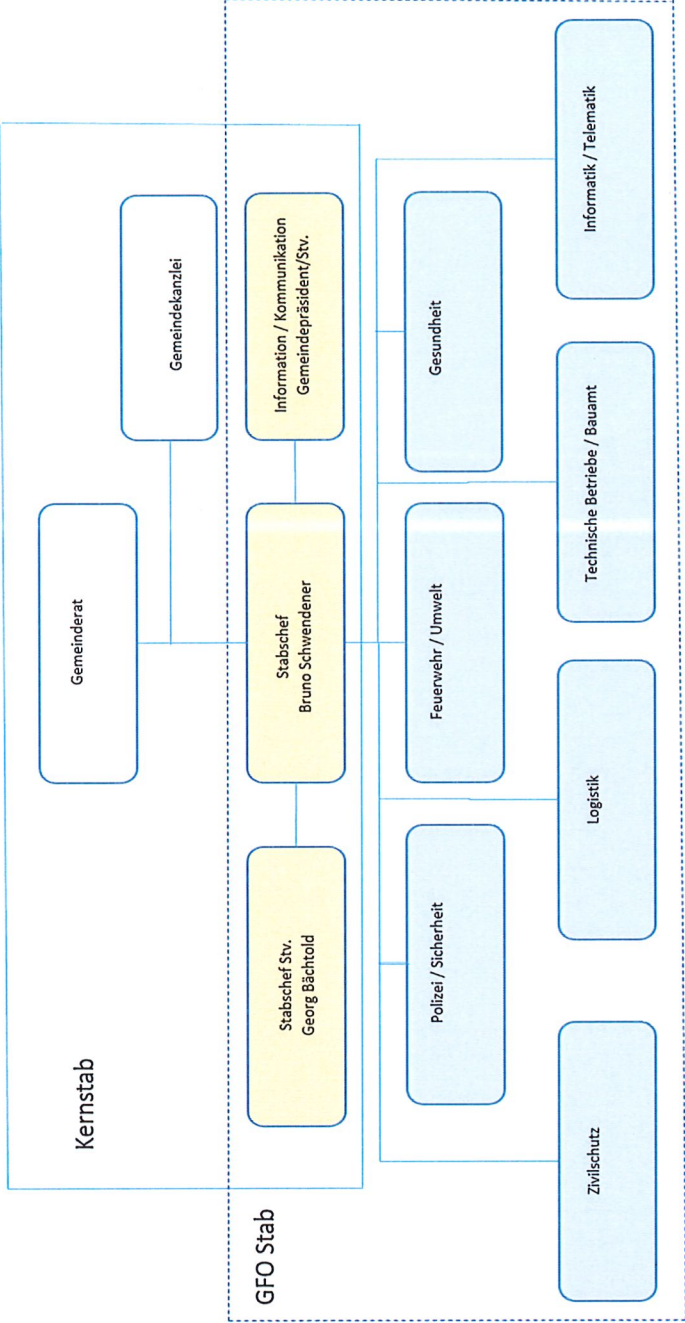 Kernstab
Gemeinderat
Gemeindekanzlei
GFO Stab
Stabschef Stv.
Georg Bächtold
Stabschef
Bruno Schwendener
Information / Kommunikation
Gemeindepräsident/Stv.
Polizei / Sicherheit
Feuerwehr / Umwelt
Gesundheit
Zivilschutz
Logistik
Technische Betriebe / Bauamt
Informatik / Telematik